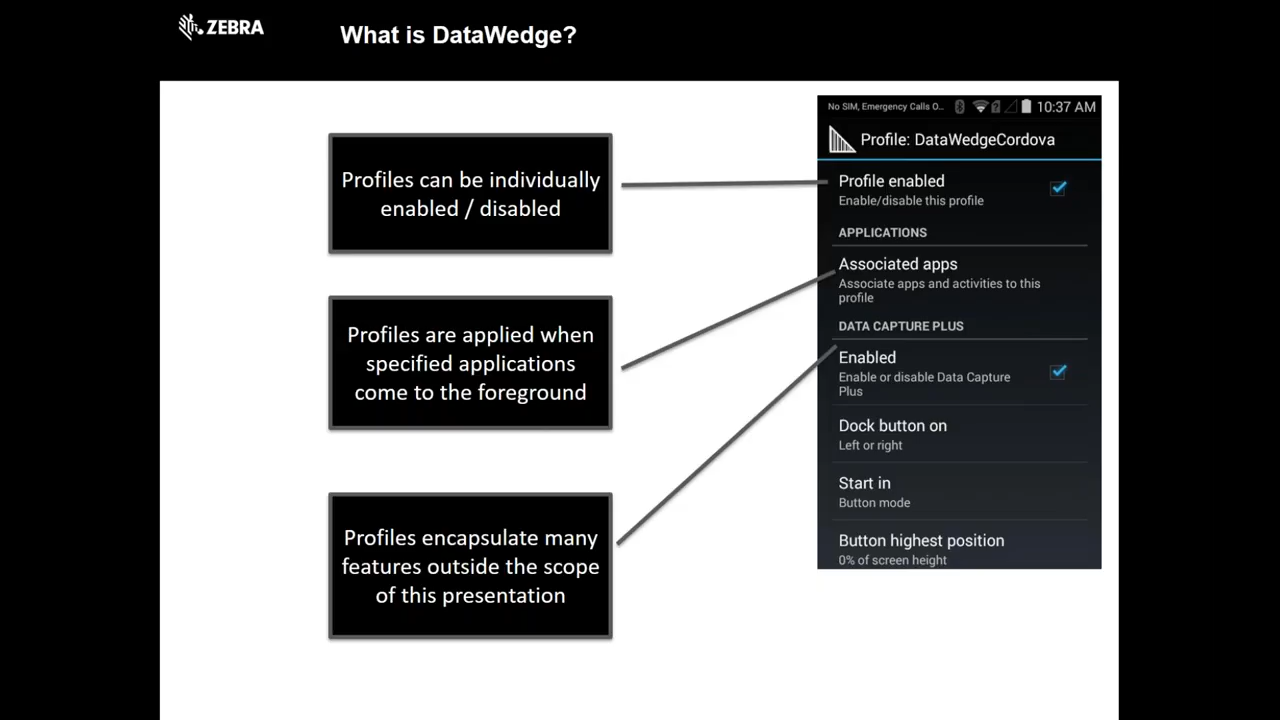 ZEBRA
What is DataWedge?
Profiles can be individually
enabled / disabled
Profiles are applied when
specified applications
come to the foreground
Profiles encapsulate many
features outside the scope
of this presentation
No SIM, Emergency Calls O... 10:37 AM
Profile: DataWedgeCordova
Profile enabled
Enable/disable this profile
APPLICATIONS
Associated apps
Associate apps and activities to this
profile
DATA CAPTURE PLUS
Enabled
Enable or disable Data Capture
Plus
Dock button on
Left or right
Start in
Button mode
Button highest position
0% of screen height